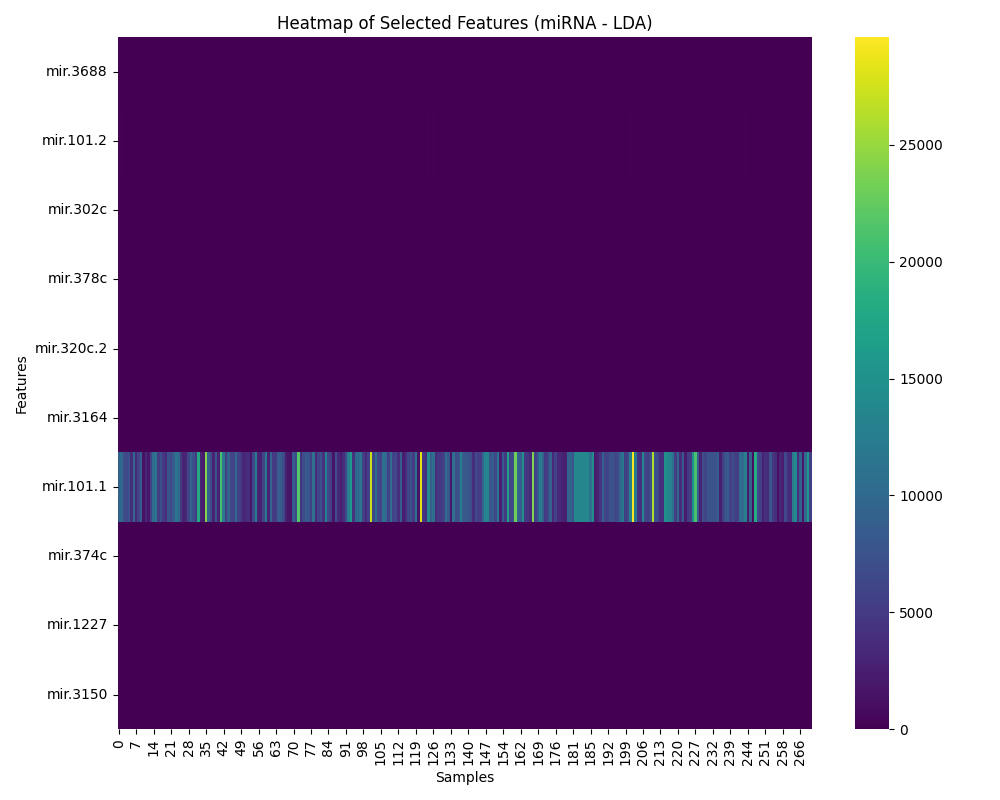 Heatmap of Selected Features (miRNA - LDA)
Features
mir.3688
mir.101.2
mir.302c
mir.378c
mir.320c.2
mir.3164
mir.101.1
mir.374c
mir.1227
mir.3150
0 7 14 21 28 35 42 49 56 63 70 77 84 91 98 105 112 119 126 133 140 147 154 162 169 176 181 185 192 199 206 213 220 227 232 239 244 251 258 266
Samples
25000
20000
15000
10000
5000
0